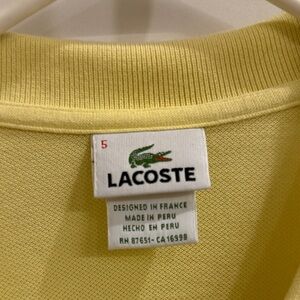 5
LACOSTE
DESIGNED IN FRANCE
MADE IN PERU
HECHO EN PERU
RN 87651- CA 16998